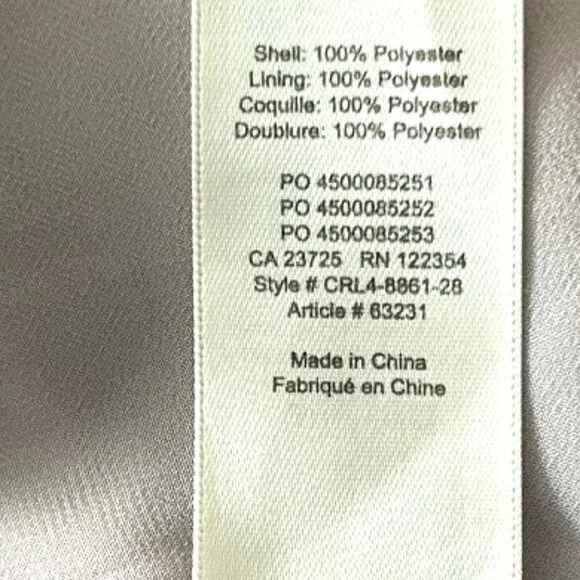 Shell: 100% Polyester
Lining: 100% Polyester
Coquille: 100% Polyester
Doublure: 100% Polyester
PO 4500085251
PO 4500085252
PO 4500085253
CA 23725 RN 122354
Style # CRL4-8861-28
Article # 63231
Made in China
Fabriqué en Chine